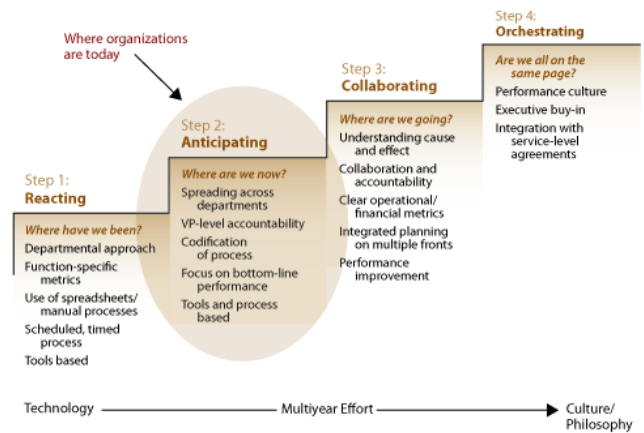 Where organizations
are today
Step 1:
Reacting
Where have we been?
Departmental approach
Function-specific
metrics
Use of spreadsheets/
manual processes
Scheduled, timed
process
Tools based
Step 2:
Anticipating
Where are we now?
Spreading across
departments
VP-level accountability
Codification
of process
Focus on bottom-line
performance
Tools and process
based
Step 3:
Collaborating
Where are we going?
Understanding cause
and effect
Collaboration and
accountability
Clear operational/
financial metrics
Integrated planning
on multiple fronts
Performance
improvement
Step 4:
Orchestrating
Are we all on the
same page?
Performance culture
Executive buy-in
Integration with
service-level
agreements
Technology
Multiyear Effort
Culture/
Philosophy